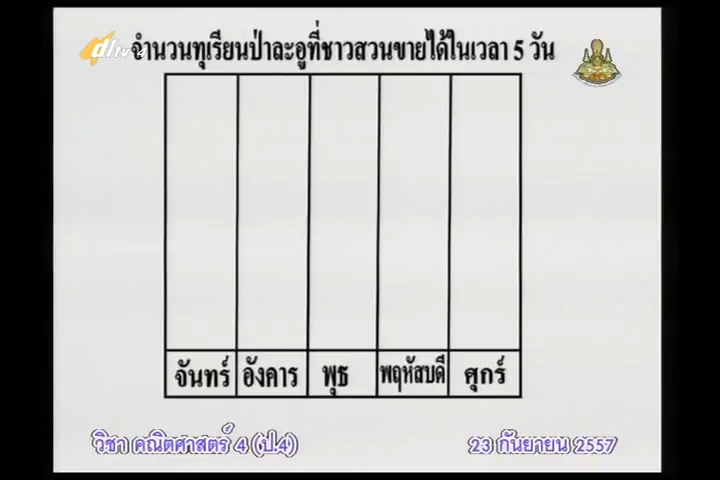 dltv 4
จำนวนทุเรียนป่าละอูที่ชาวสวนขายได้ในเวลา 5 วัน
จันทร์ อังคาร พุธ พฤหัสบดี ศุกร์
วิชา คณิตศาสตร์ 4 (ป.4)
23 กันยายน 2557